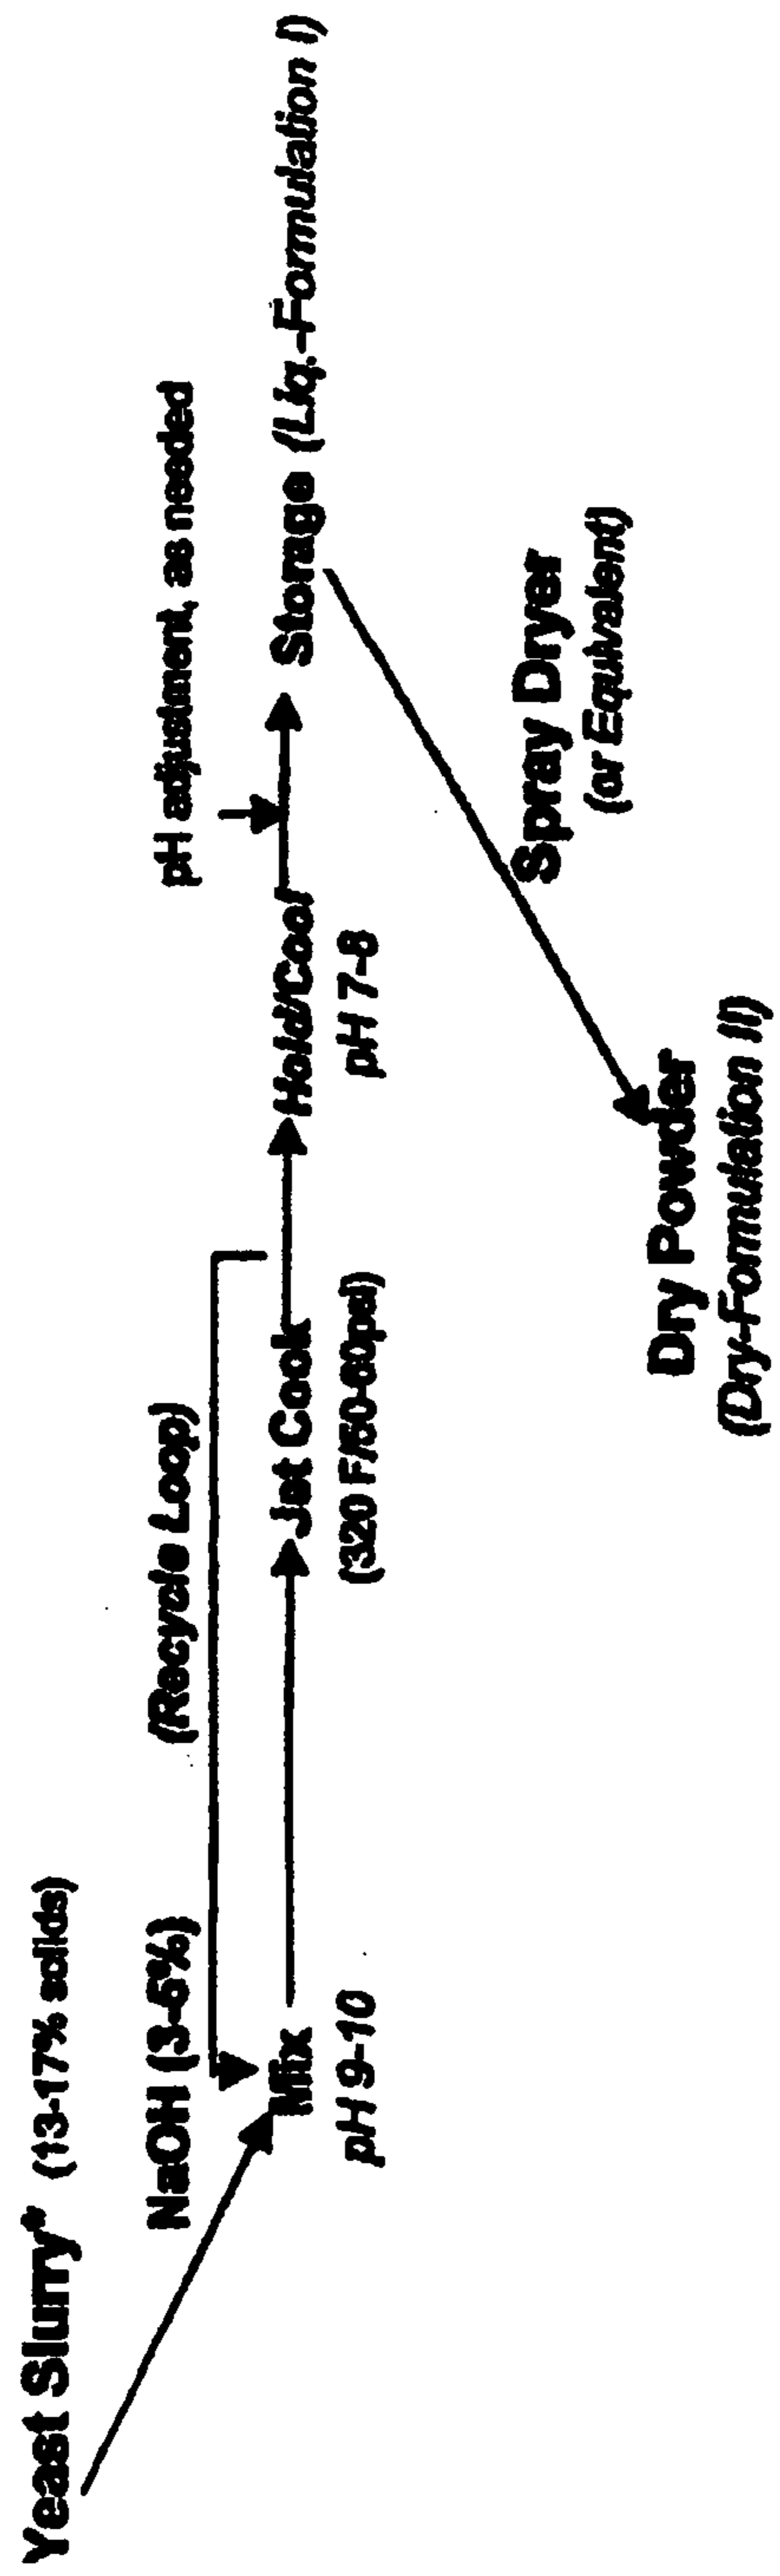 Yeast Slurry* (13-17% solids)
NaOH (3-5%)
(Recycle Loop)
pH adjustment, as needed
Mix
Jet Cook
Hold/Cool
Storage (Liq.-Formulation I)
pH 9-10
(320 F/50-60psi)
pH 7-8
Spray Dryer
(or Equivalent)
Dry Powder
(Dry-Formulation II)